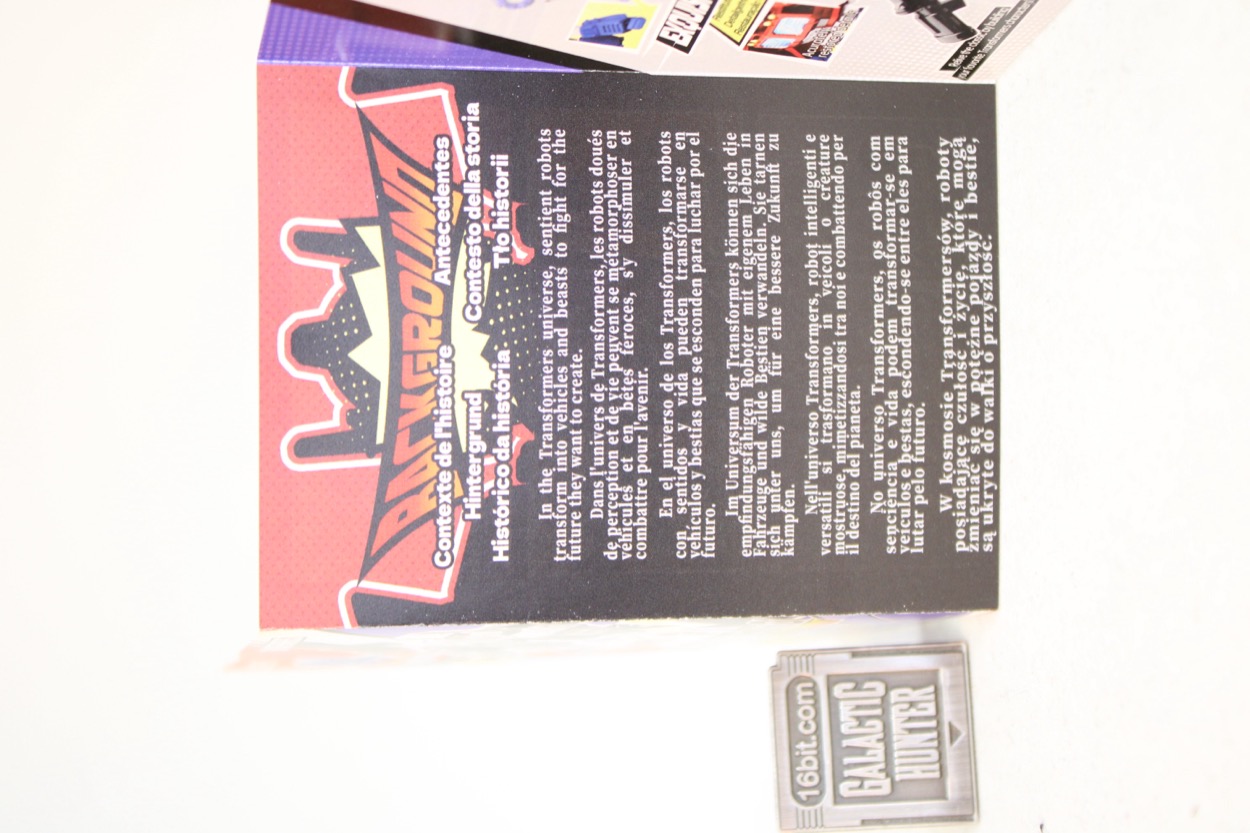 BACKGROUND
Contexte de l'histoire Antecedentes
Hintergrund Contesto della storia
Histórico da história Tło historii
In the Transformers universe, sentient robots
transform into vehicles and beasts to fight for the
future they want to create.
Dans l'univers de Transformers, les robots doués
de perception et de vie peuvent se métamorphoser en
véhicules et en bêtes féroces, s'y dissimuler et
combattre pour l'avenir.
En el universo de los Transformers, los robots
con sentidos y vida pueden transformarse en
vehículos y bestias que se esconden para luchar por el
futuro.
Im Universum der Transformers können sich die
empfindungsfähigen Roboter mit eigenem Leben in
Fahrzeuge und wilde Bestien verwandeln. Sie tarnen
sich unter uns, um für eine bessere Zukunft zu
kämpfen.
Nell'universo Transformers, robot intelligenti e
versatili si trasformano in veicoli o creature
mostruose, mimetizzandosi tra noi e combattendo per
il destino del pianeta.
No universo Transformers, os robôs com
senciência e vida podem transformar-se em
veículos e bestas, escondendo-se entre eles para
lutar pelo futuro.
W kosmosie Transformersów, roboty
posiadające czułość i życie, które mogą
zmieniać się w potężne pojazdy i bestie,
są ukryte do walki o przyszłość.
16bit.com
GALACTIC
HUNTER